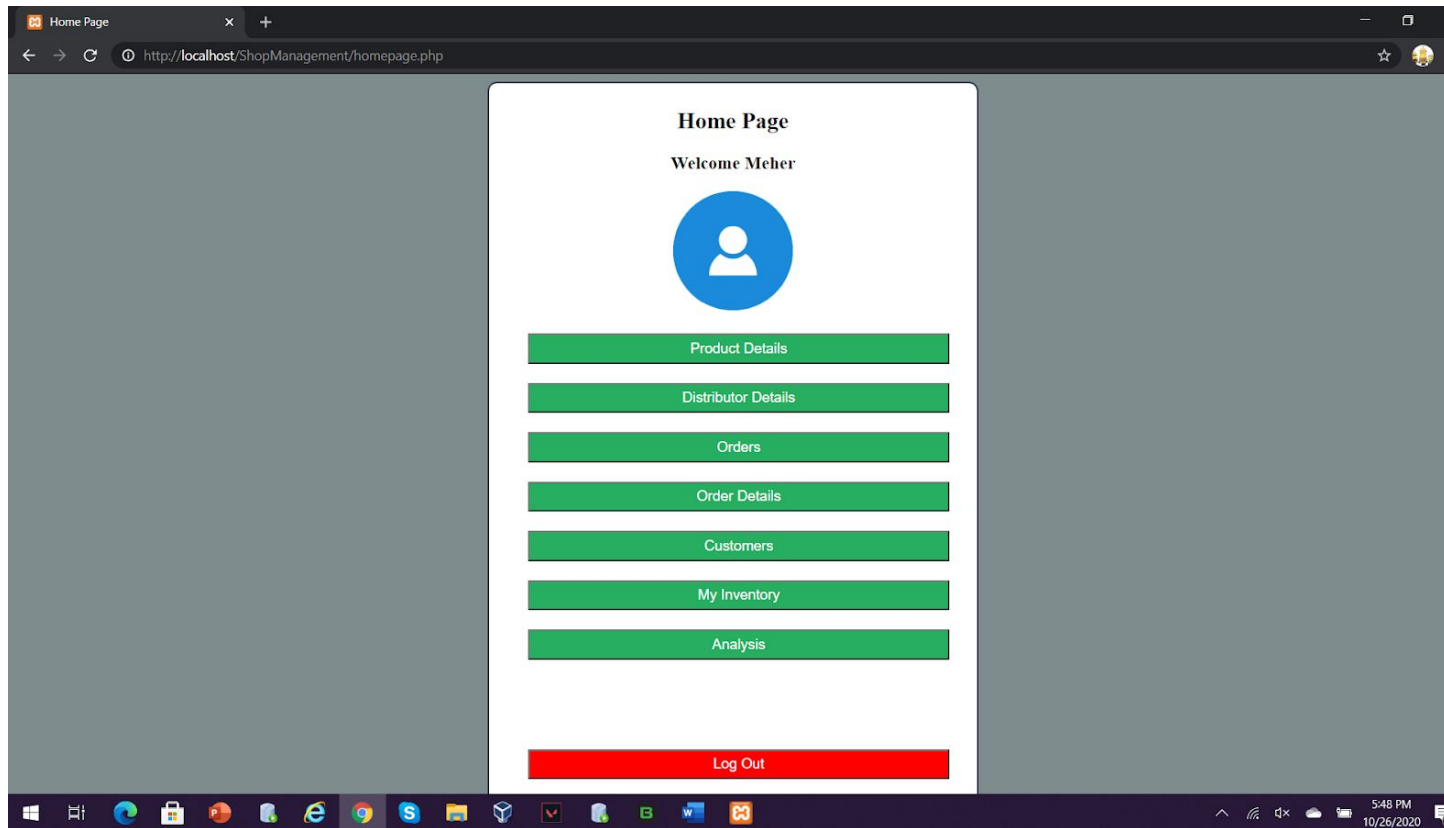 Home Page
http://localhost/ShopManagement/homepage.php
Home Page
Welcome Meher
Product Details
Distributor Details
Orders
Order Details
Customers
My Inventory
Analysis
Log Out
5:48 PM
10/26/2020